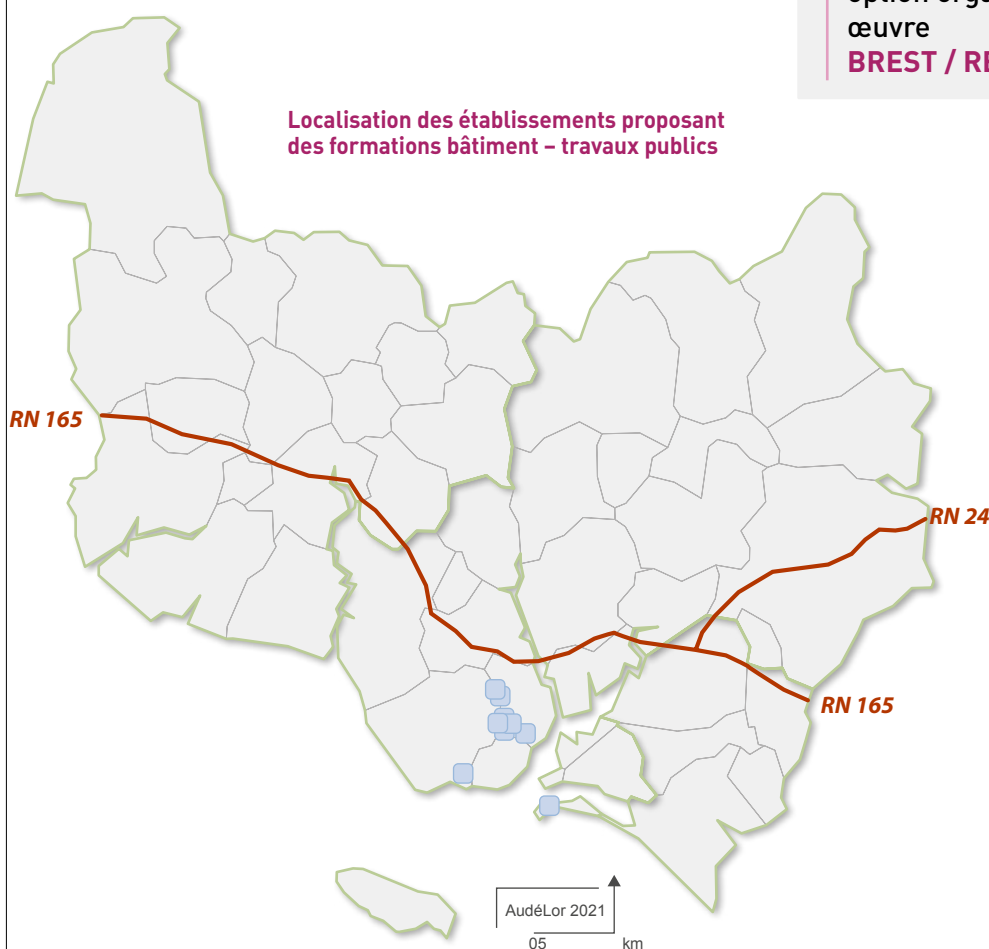 œuvre
BREST / RE
Localisation des établissements proposant
des formations bâtiment – travaux publics
RN 165
RN 24
RN 165
AudéLor 2021
05 km